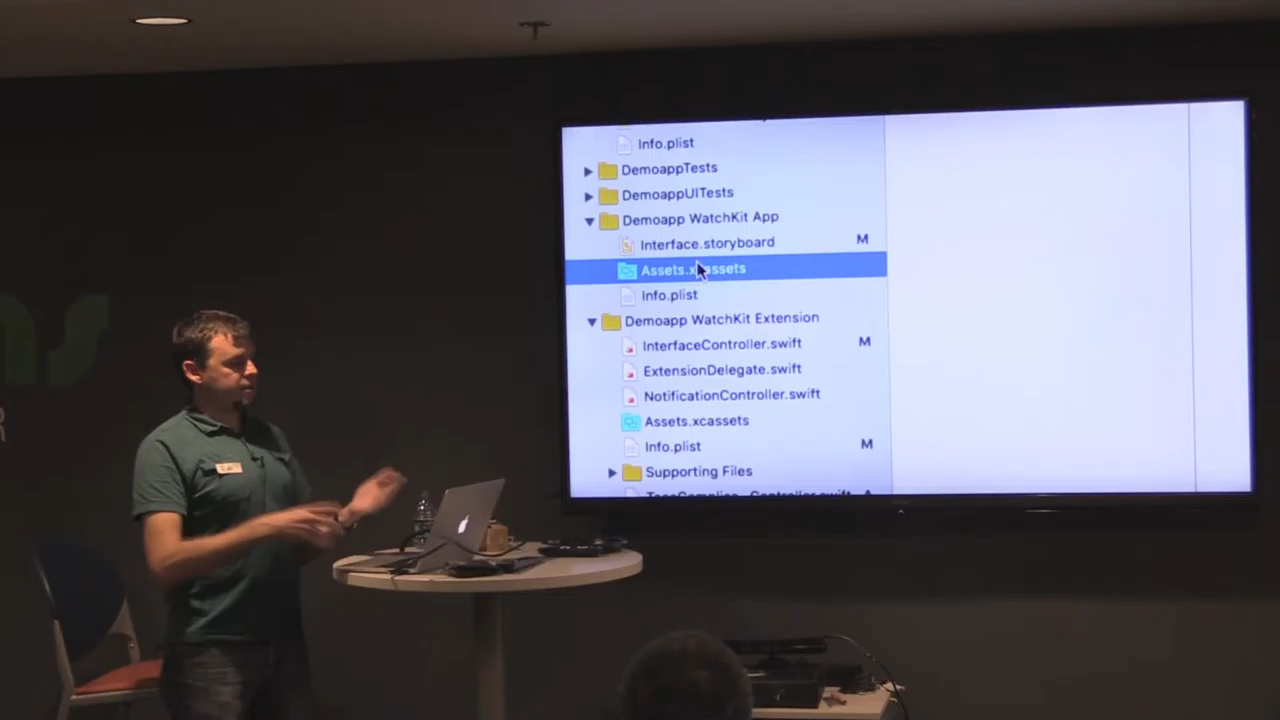 Info.plist
DemoappTests
DemoappUITests
Demoapp WatchKit App
Interface.storyboard M
Assets.xcassets
Info.plist
Demoapp WatchKit Extension
InterfaceController.swift M
ExtensionDelegate.swift
NotificationController.swift
Assets.xcassets
Info.plist M
Supporting Files